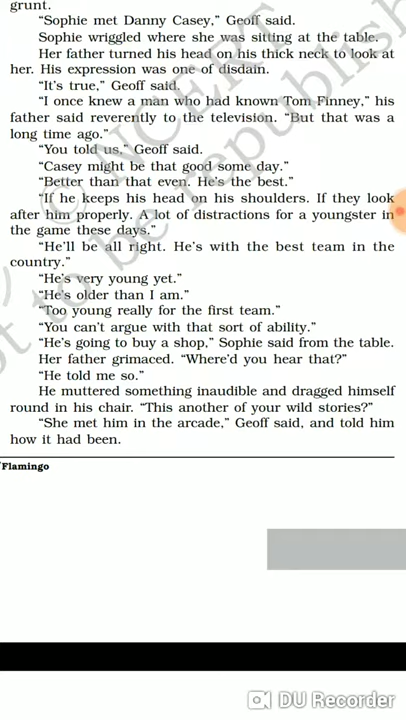 grunt.
“Sophie met Danny Casey,” Geoff said.
Sophie wriggled where she was sitting at the table.
Her father turned his head on his thick neck to look at
her. His expression was one of disdain.
“It’s true,” Geoff said.
“I once knew a man who had known Tom Finney,” his
father said reverently to the television. “But that was a
long time ago.”
“You told us,” Geoff said.
“Casey might be that good some day.”
“Better than that even. He’s the best.”
“If he keeps his head on his shoulders. If they look
after him properly. A lot of distractions for a youngster in
the game these days.”
“He’ll be all right. He’s with the best team in the
country.”
“He’s very young yet.”
“He’s older than I am.”
“Too young really for the first team.”
“You can’t argue with that sort of ability.”
“He’s going to buy a shop,” Sophie said from the table.
Her father grimaced. “Where’d you hear that?”
“He told me so.”
He muttered something inaudible and dragged himself
round in his chair. “This another of your wild stories?”
“She met him in the arcade,” Geoff said, and told him
how it had been.
Flamingo
© NCERT
not to be republish
DU Recorder